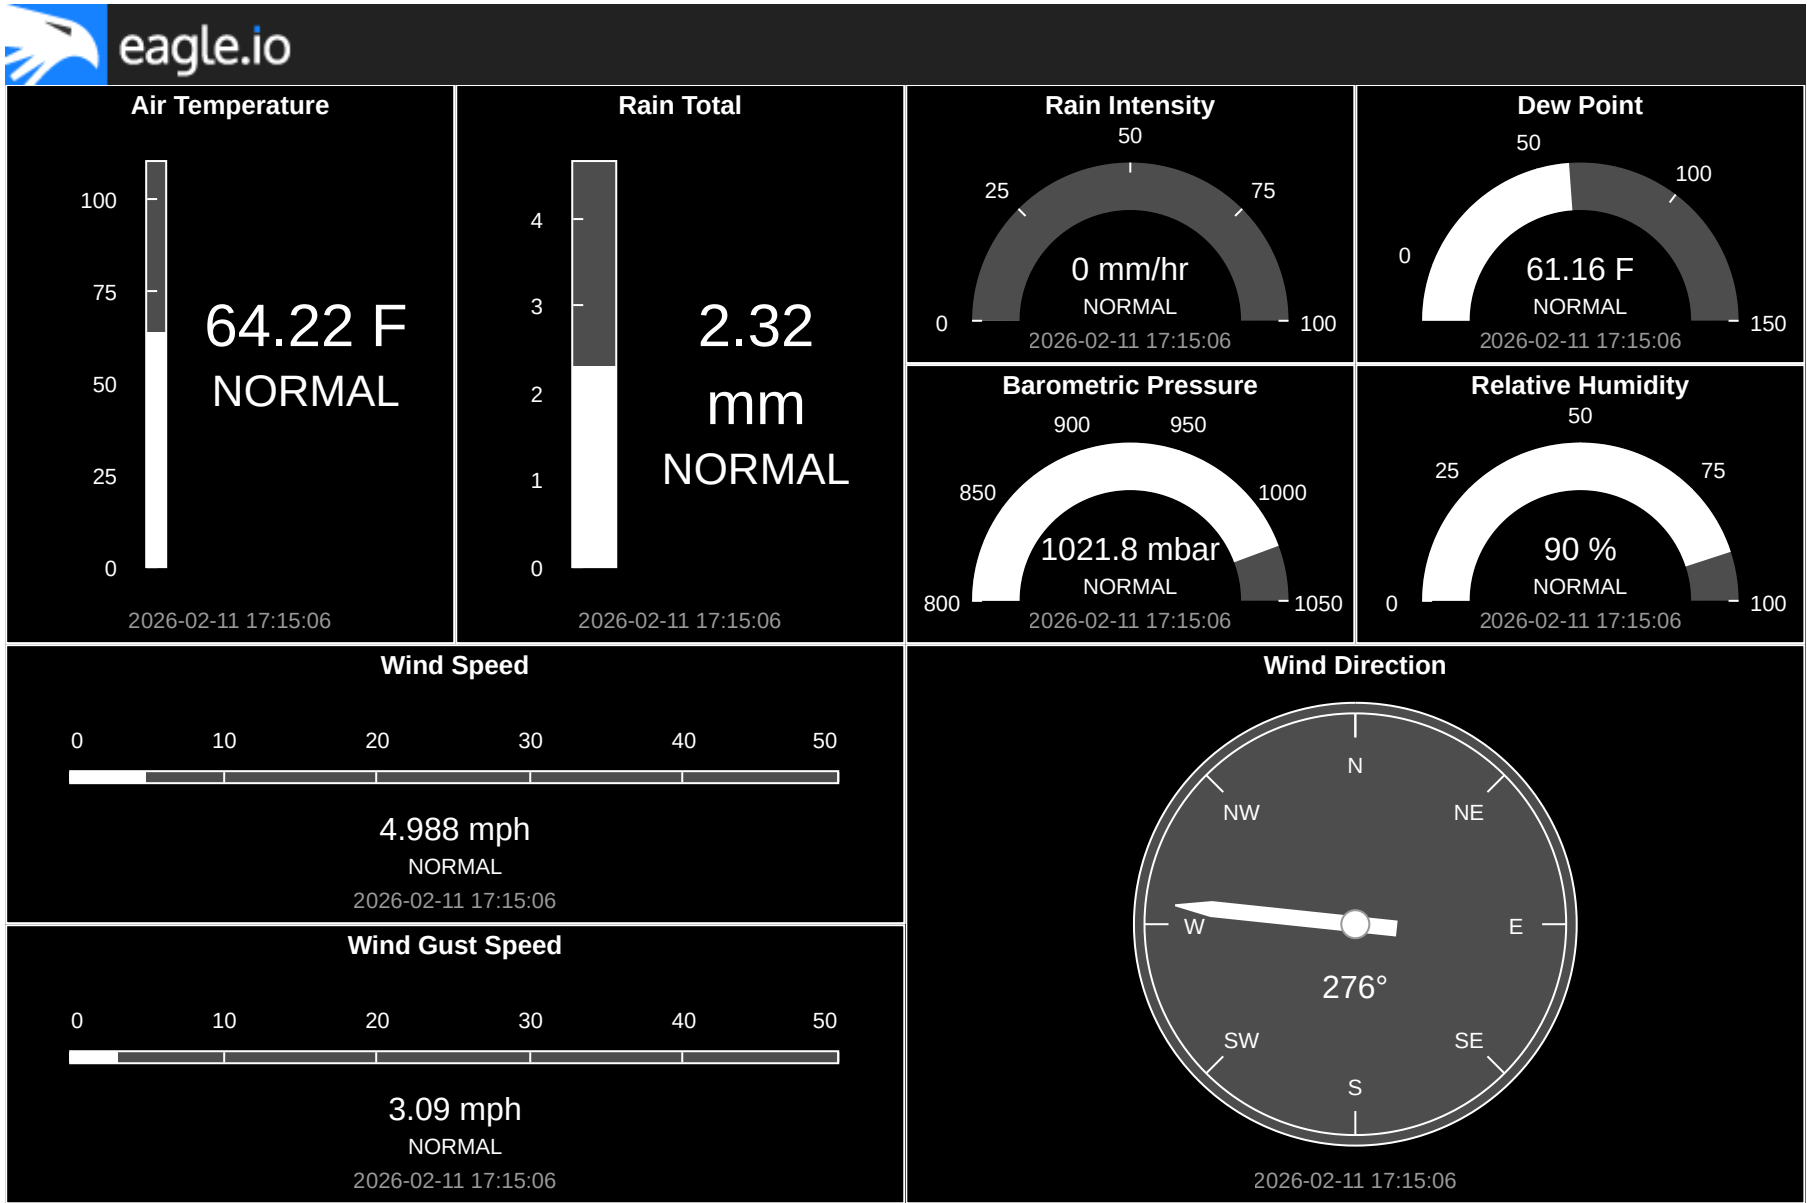 eagle.io
Air Temperature
100
75
50
25
0
64.22 F
NORMAL
2026-02-11 17:15:06
Rain Total
4
3
2
1
0
2.32
mm
NORMAL
2026-02-11 17:15:06
Rain Intensity
0
25
50
75
100
0 mm/hr
NORMAL
2026-02-11 17:15:06
Dew Point
0
50
100
150
61.16 F
NORMAL
2026-02-11 17:15:06
Barometric Pressure
800
850
900
950
1000
1050
1021.8 mbar
NORMAL
2026-02-11 17:15:06
Relative Humidity
0
25
50
75
100
90 %
NORMAL
2026-02-11 17:15:06
Wind Speed
0 10 20 30 40 50
4.988 mph
NORMAL
2026-02-11 17:15:06
Wind Gust Speed
0 10 20 30 40 50
3.09 mph
NORMAL
2026-02-11 17:15:06
Wind Direction
N
NW NE
W E
276°
SW SE
S
2026-02-11 17:15:06